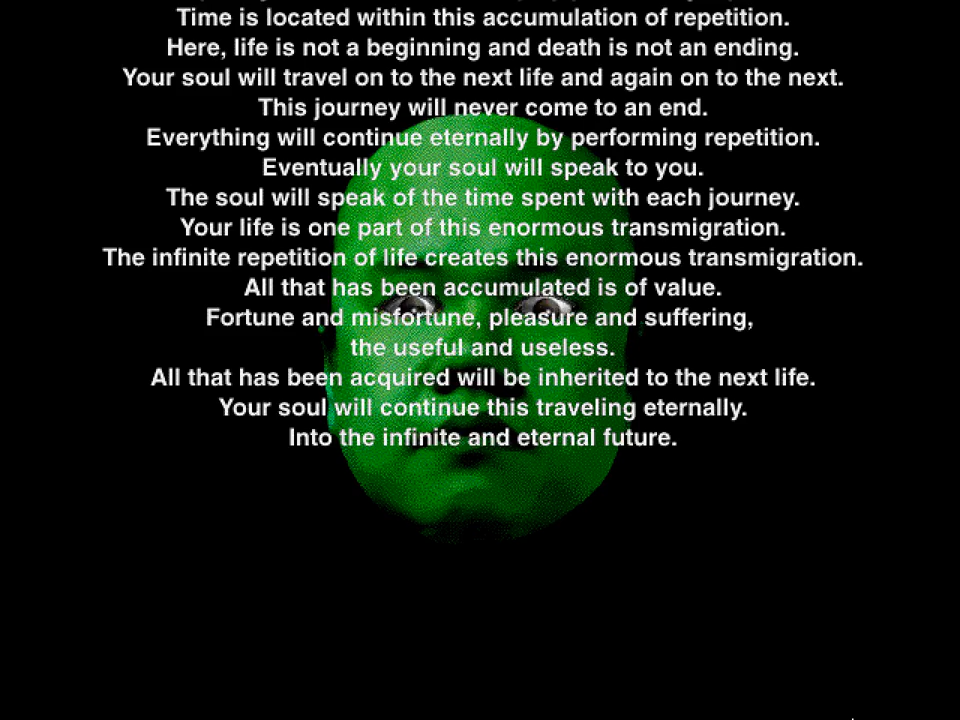 Time is located within this accumulation of repetition.
Here, life is not a beginning and death is not an ending.
Your soul will travel on to the next life and again on to the next.
This journey will never come to an end.
Everything will continue eternally by performing repetition.
Eventually your soul will speak to you.
The soul will speak of the time spent with each journey.
Your life is one part of this enormous transmigration.
The infinite repetition of life creates this enormous transmigration.
All that has been accumulated is of value.
Fortune and misfortune, pleasure and suffering,
the useful and useless.
All that has been acquired will be inherited to the next life.
Your soul will continue this traveling eternally.
Into the infinite and eternal future.